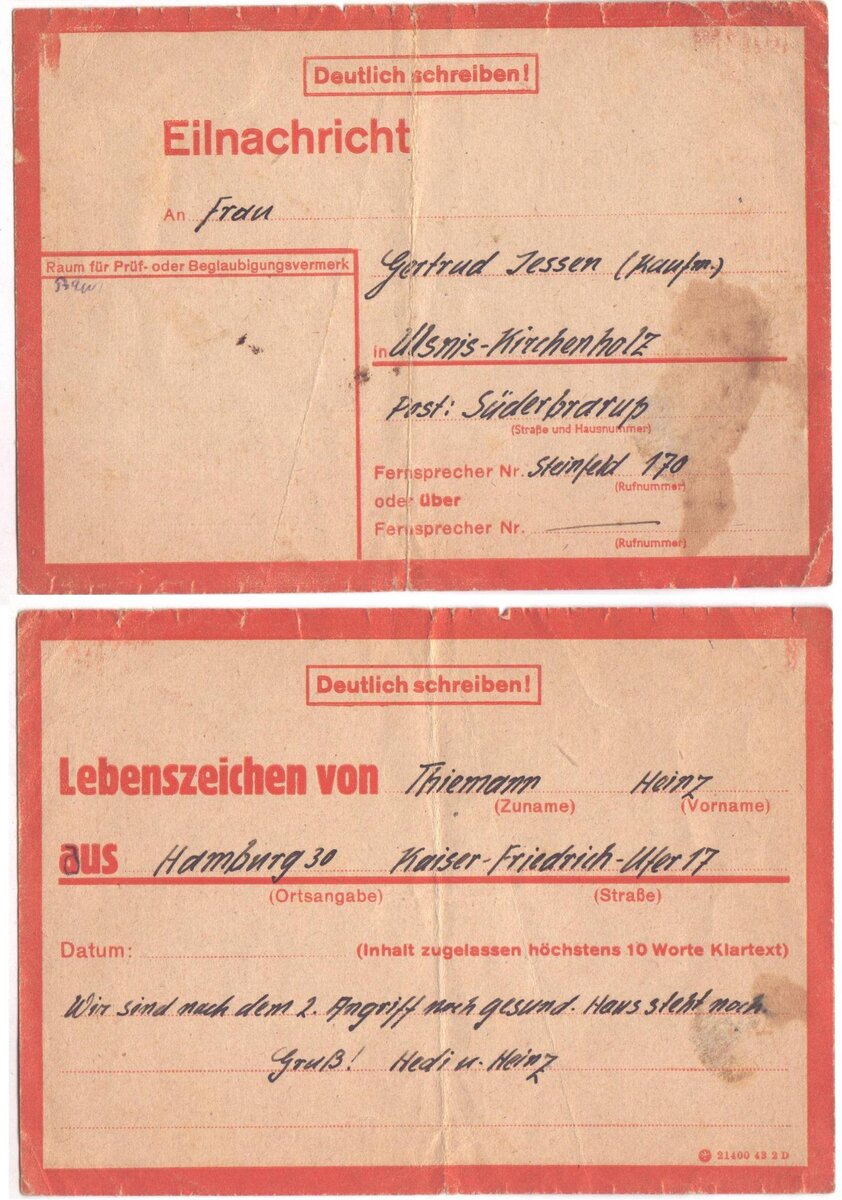 Deutlich schreiben!
Eilnachricht
An Frau
Raum für Prüf- oder Beglaubigungsvermerk
Gertrud Jessen (Kaufm.)
in Ulsnis-Kirchenholz
Post: Süderbrarup
(Straße und Hausnummer)
Fernsprecher Nr. Steinfeld 170
(Rufnummer)
oder über
Fernsprecher Nr.
(Rufnummer)
Deutlich schreiben!
Lebenszeichen von Thiemann Heinz
(Zuname) (Vorname)
aus Hamburg 30 Kaiser-Friedrich-Ufer 17
(Ortsangabe) (Straße)
Datum: (Inhalt zugelassen höchstens 10 Worte Klartext)
Wir sind nach dem 2. Angriff noch gesund. Haus steht noch.
Gruß! Hedi u. Heinz
21400 43 2 D